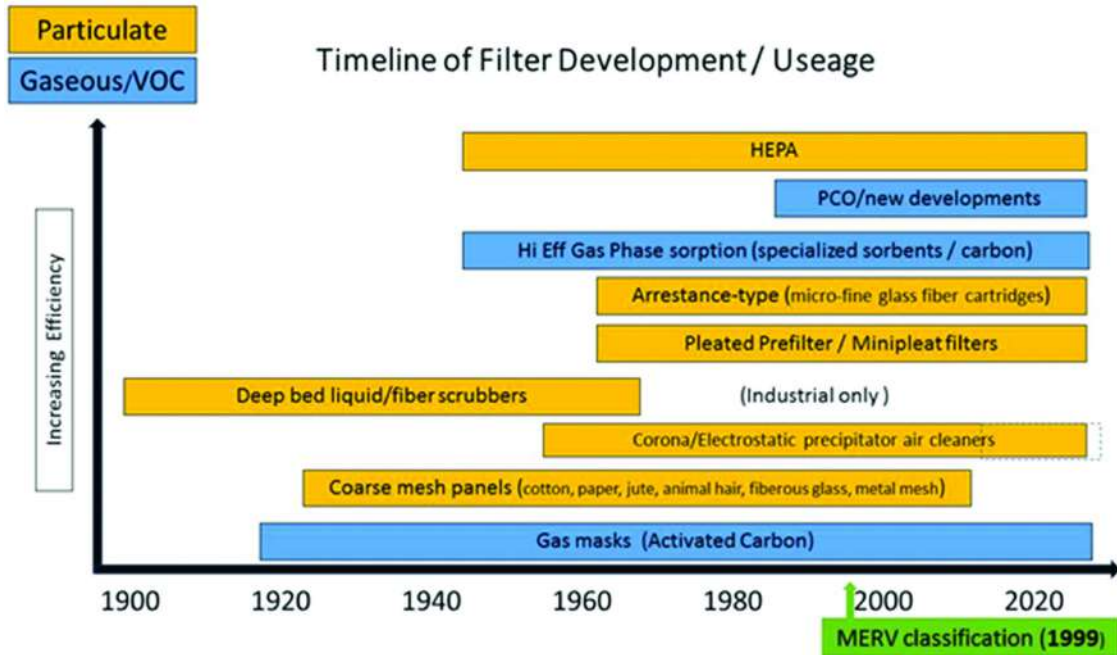 Particulate
Gaseous/VOC
Timeline of Filter Development / Useage
Increasing Efficiency
HEPA
PCO/new developments
Hi Eff Gas Phase sorption (specialized sorbents / carbon)
Arrestance-type (micro-fine glass fiber cartridges)
Pleated Prefilter / Minipleat filters
Deep bed liquid/fiber scrubbers (Industrial only )
Corona/Electrostatic precipitator air cleaners
Coarse mesh panels (cotton, paper, jute, animal hair, fiberous glass, metal mesh)
Gas masks (Activated Carbon)
1900 1920 1940 1960 1980 2000 2020
MERV classification (1999)